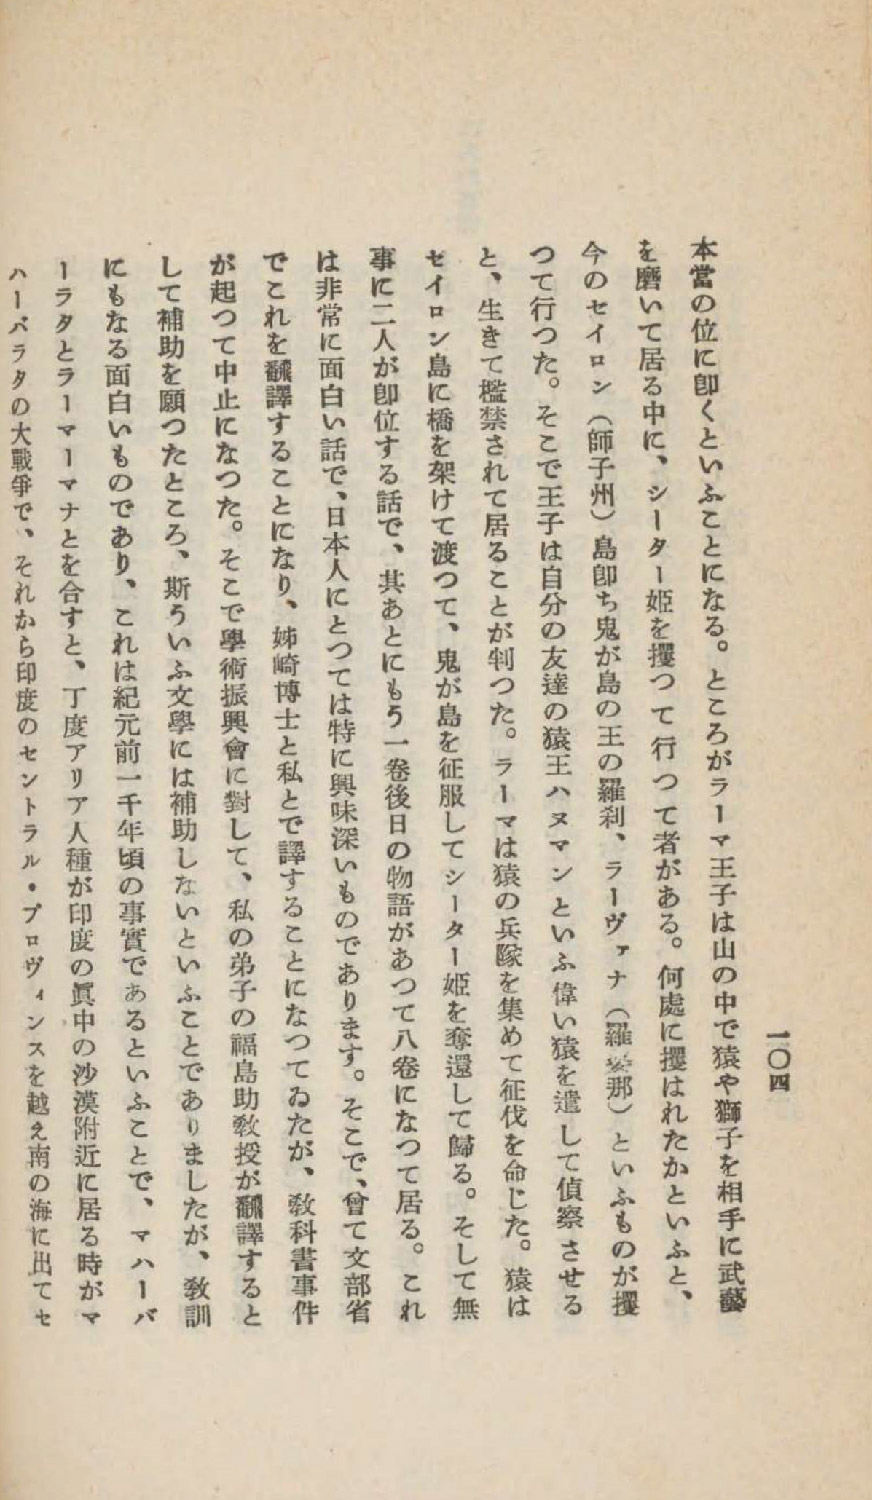 一〇四
本當の位に卽くといふことになる。ところがラーマ王子は山の中で猿や獅子を相手に武藝
を磨いて居る中に、シーター姬を攫つて行つて者がある。何處に攫はれたかといふと、
今のセイロン（師子州）島卽ち鬼が島の王の羅刹、ラーヴァナ（羅婆那）といふものが攫
つて行つた。そこで王子は自分の友達の猿王ハヌマンといふ偉い猿を遣して偵察させる
と、生きて檻禁されて居ることが判つた。ラーマは猿の兵隊を集めて征伐を命じた。猿は
セイロン島に橋を架けて渡つて、鬼が島を征服してシーター姬を奪還して歸る。そして無
事に二人が卽位する話で、其あとにもう一卷後日の物語があつて八卷になつて居る。これ
は非常に面白い話で、日本人にとつては特に興味深いものであります。そこで、曾て文部省
でこれを飜譯することになり、姉崎博士と私とで譯することになつてゐたが、敎科書事件
が起つて中止になつた。そこで學術振興會に對して、私の弟子の福島助敎授が飜譯すると
して補助を願つたところ、斯ういふ文學には補助しないといふことでありましたが、敎訓
にもなる面白いものであり、これは紀元前一千年頃の事實であるといふことで、マハーバ
ーラタとラーマーマナとを合すと、丁度アリア人種が印度の眞中の沙漠附近に居る時がマ
ハーバラタの大戰爭で、それから印度のセントラル・プロヴィンスを越え南の海に出てセ